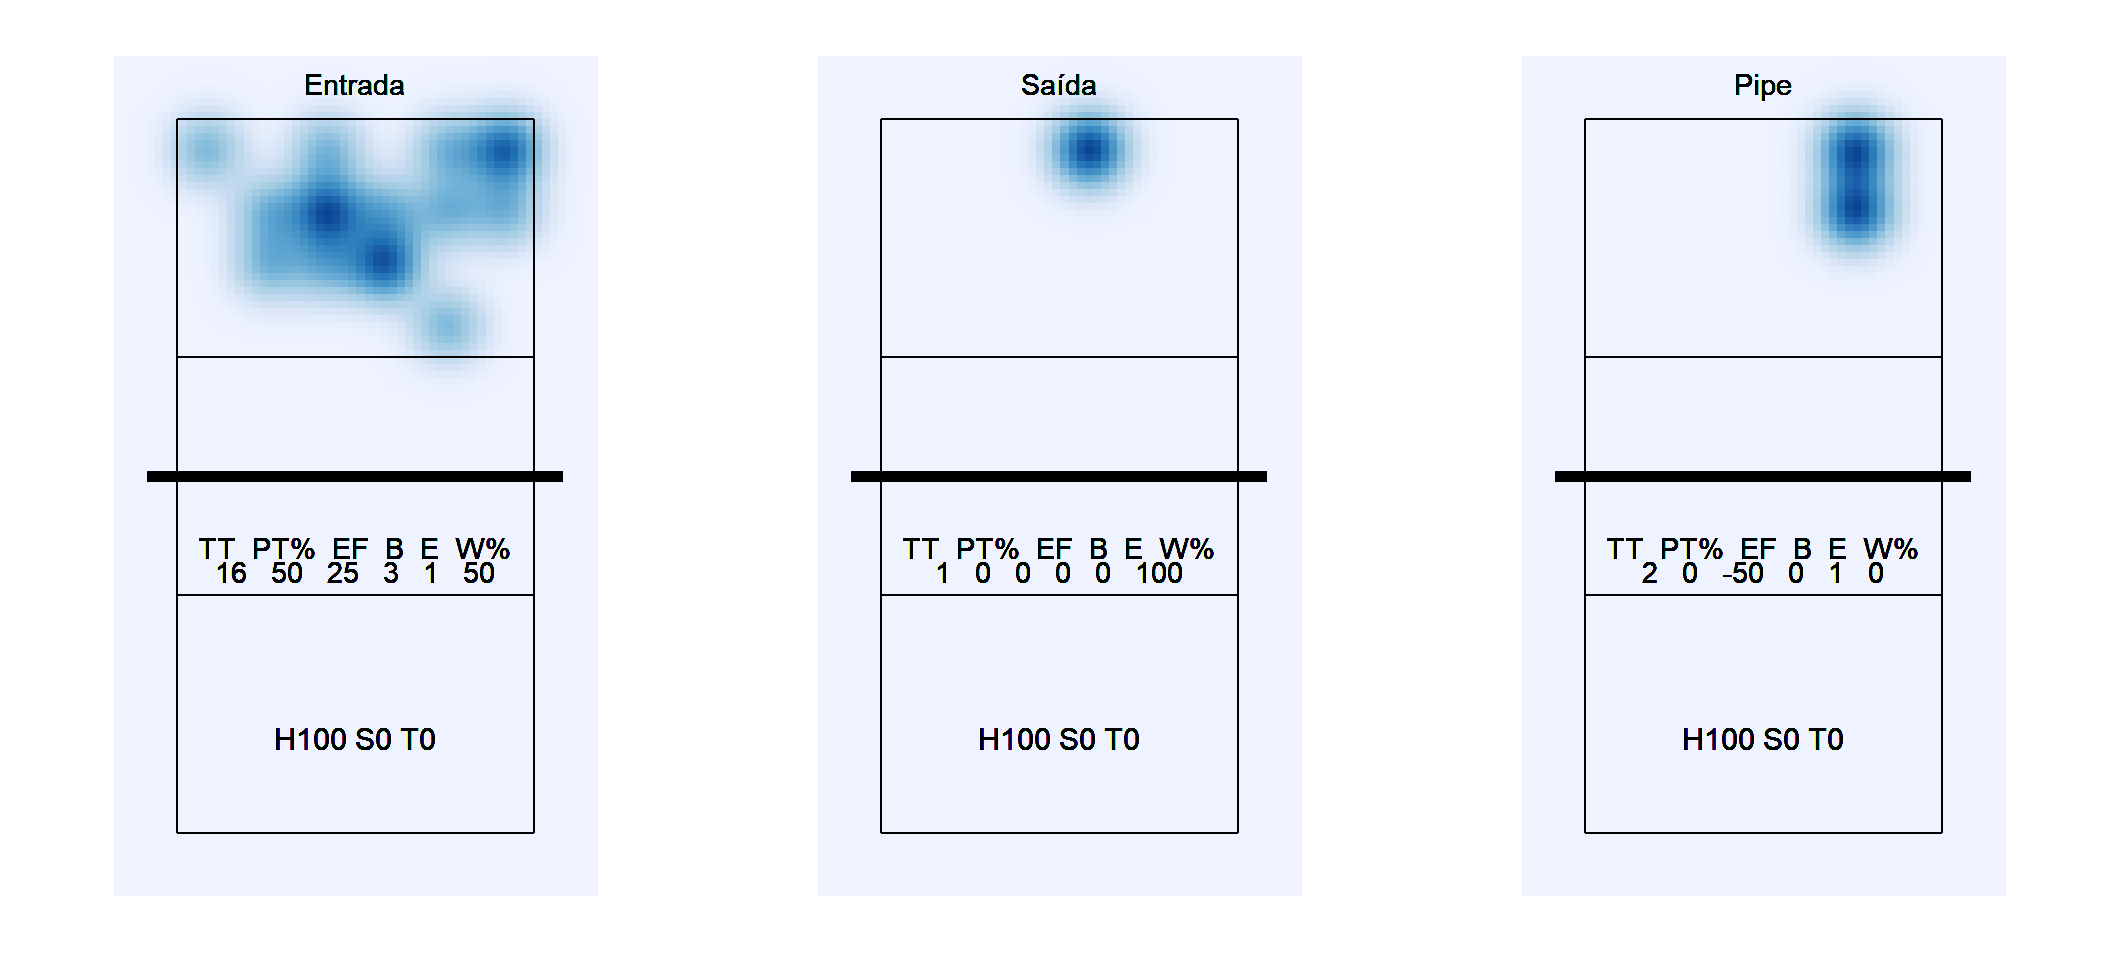 Entrada
TT PT% EF B E W%
16 50 25 3 1 50
H100 S0 T0
Saída
TT PT% EF B E W%
1 0 0 0 0 100
H100 S0 T0
Pipe
TT PT% EF B E W%
2 0 -50 0 1 0
H100 S0 T0